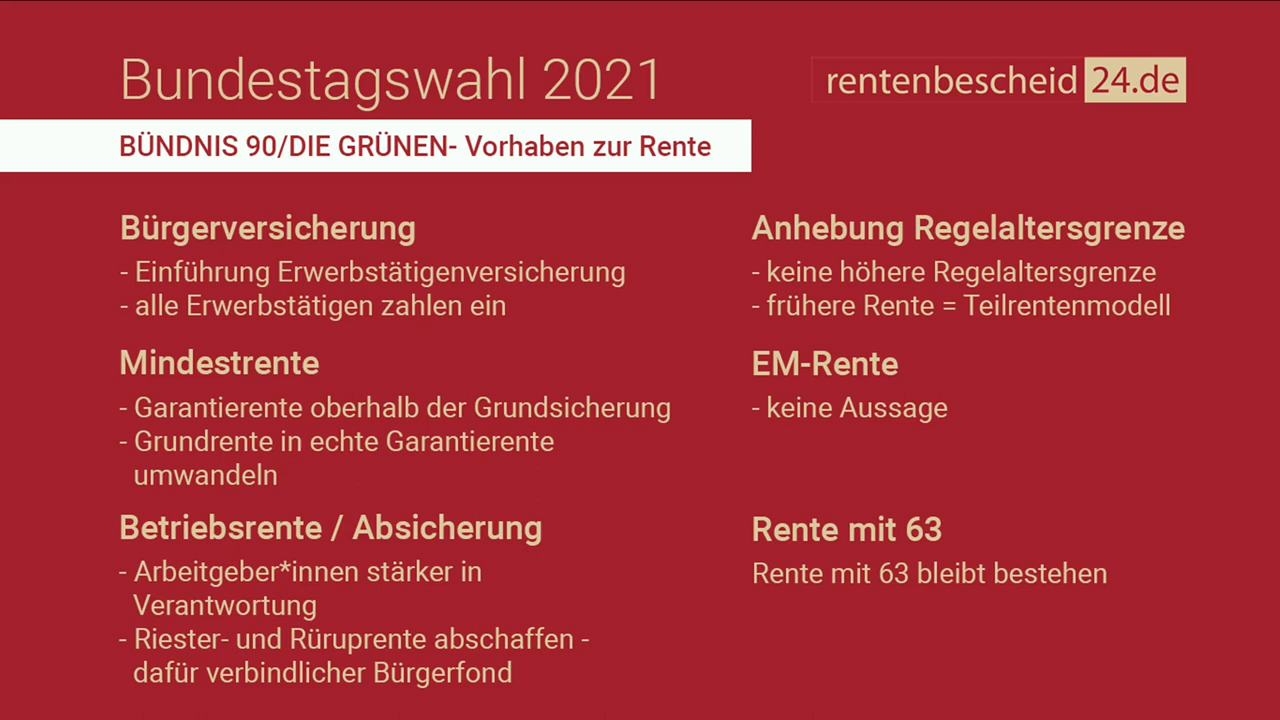 Bundestagswahl 2021
rentenbescheid 24.de
BÜNDNIS 90/DIE GRÜNEN- Vorhaben zur Rente
Bürgerversicherung
- Einführung Erwerbstätigenversicherung
- alle Erwerbstätigen zahlen ein
Mindestrente
- Garantierente oberhalb der Grundsicherung
- Grundrente in echte Garantierente
umwandeln
Betriebsrente / Absicherung
- Arbeitgeber*innen stärker in
Verantwortung
- Riester- und Rüruprente abschaffen -
dafür verbindlicher Bürgerfond
Anhebung Regelaltersgrenze
- keine höhere Regelaltersgrenze
- frühere Rente = Teilrentenmodell
EM-Rente
- keine Aussage
Rente mit 63
Rente mit 63 bleibt bestehen